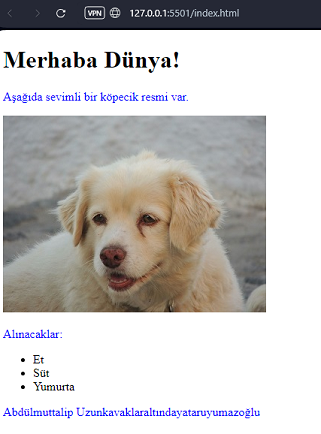 VPN 127.0.0.1:5501/index.html
Merhaba Dünya!
Aşağıda sevimli bir köpecik resmi var.
Alınacaklar:
Et
Süt
Yumurta
Abdülmuttalip Uzunkavaklaraltındayataruyumazoğlu